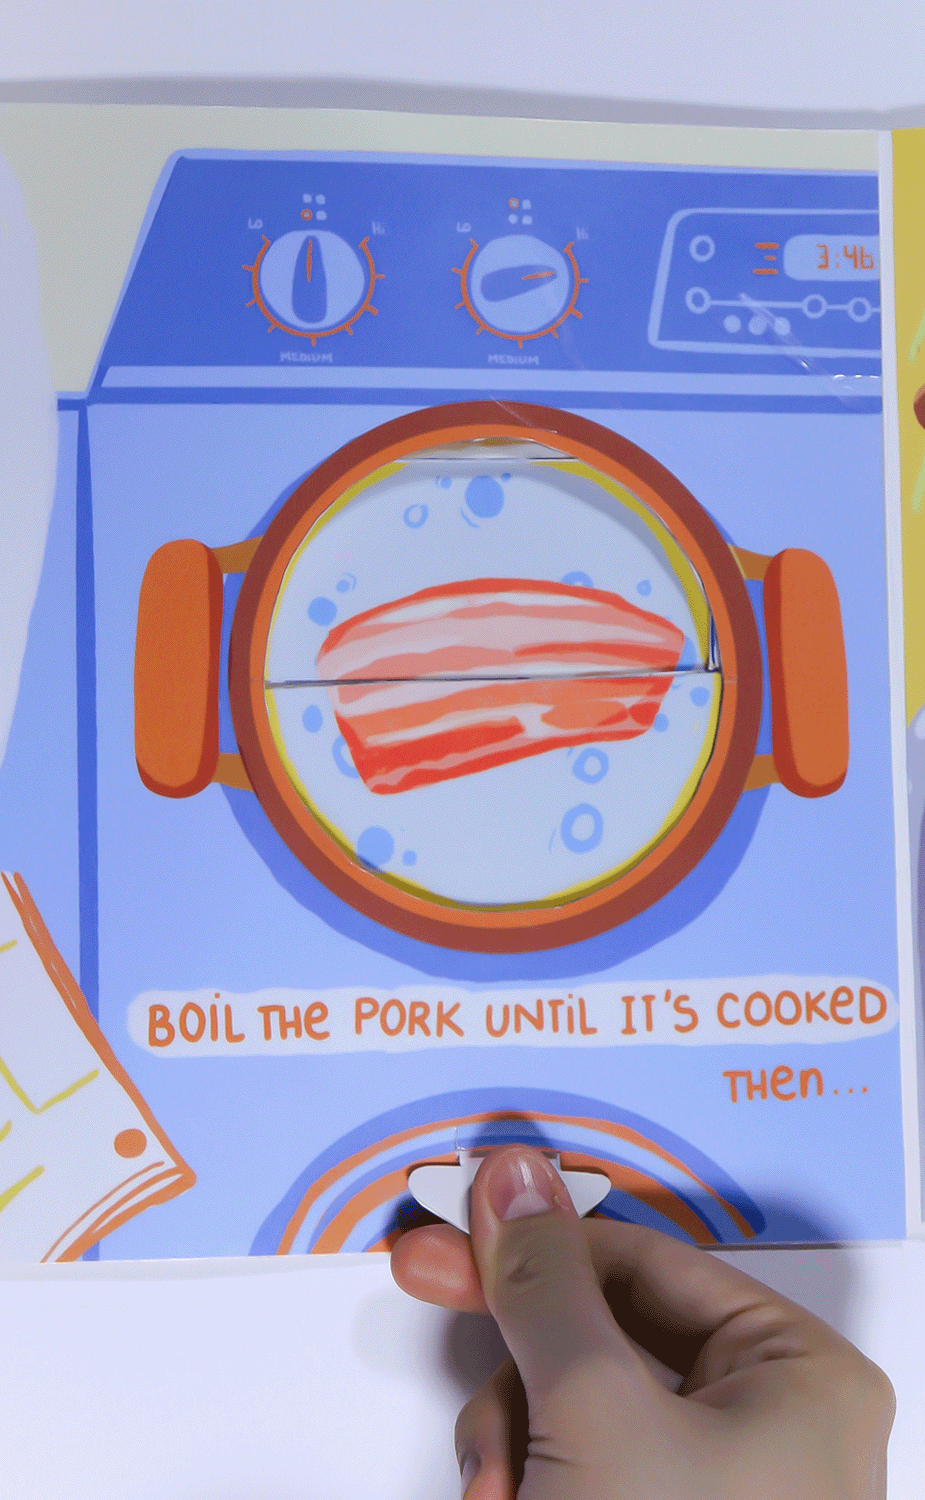 Lo Hi Lo Hi
3:46
MEDIUM MEDIUM
BOiL THe PORK UNTiL IT'S COOKeD
THen...